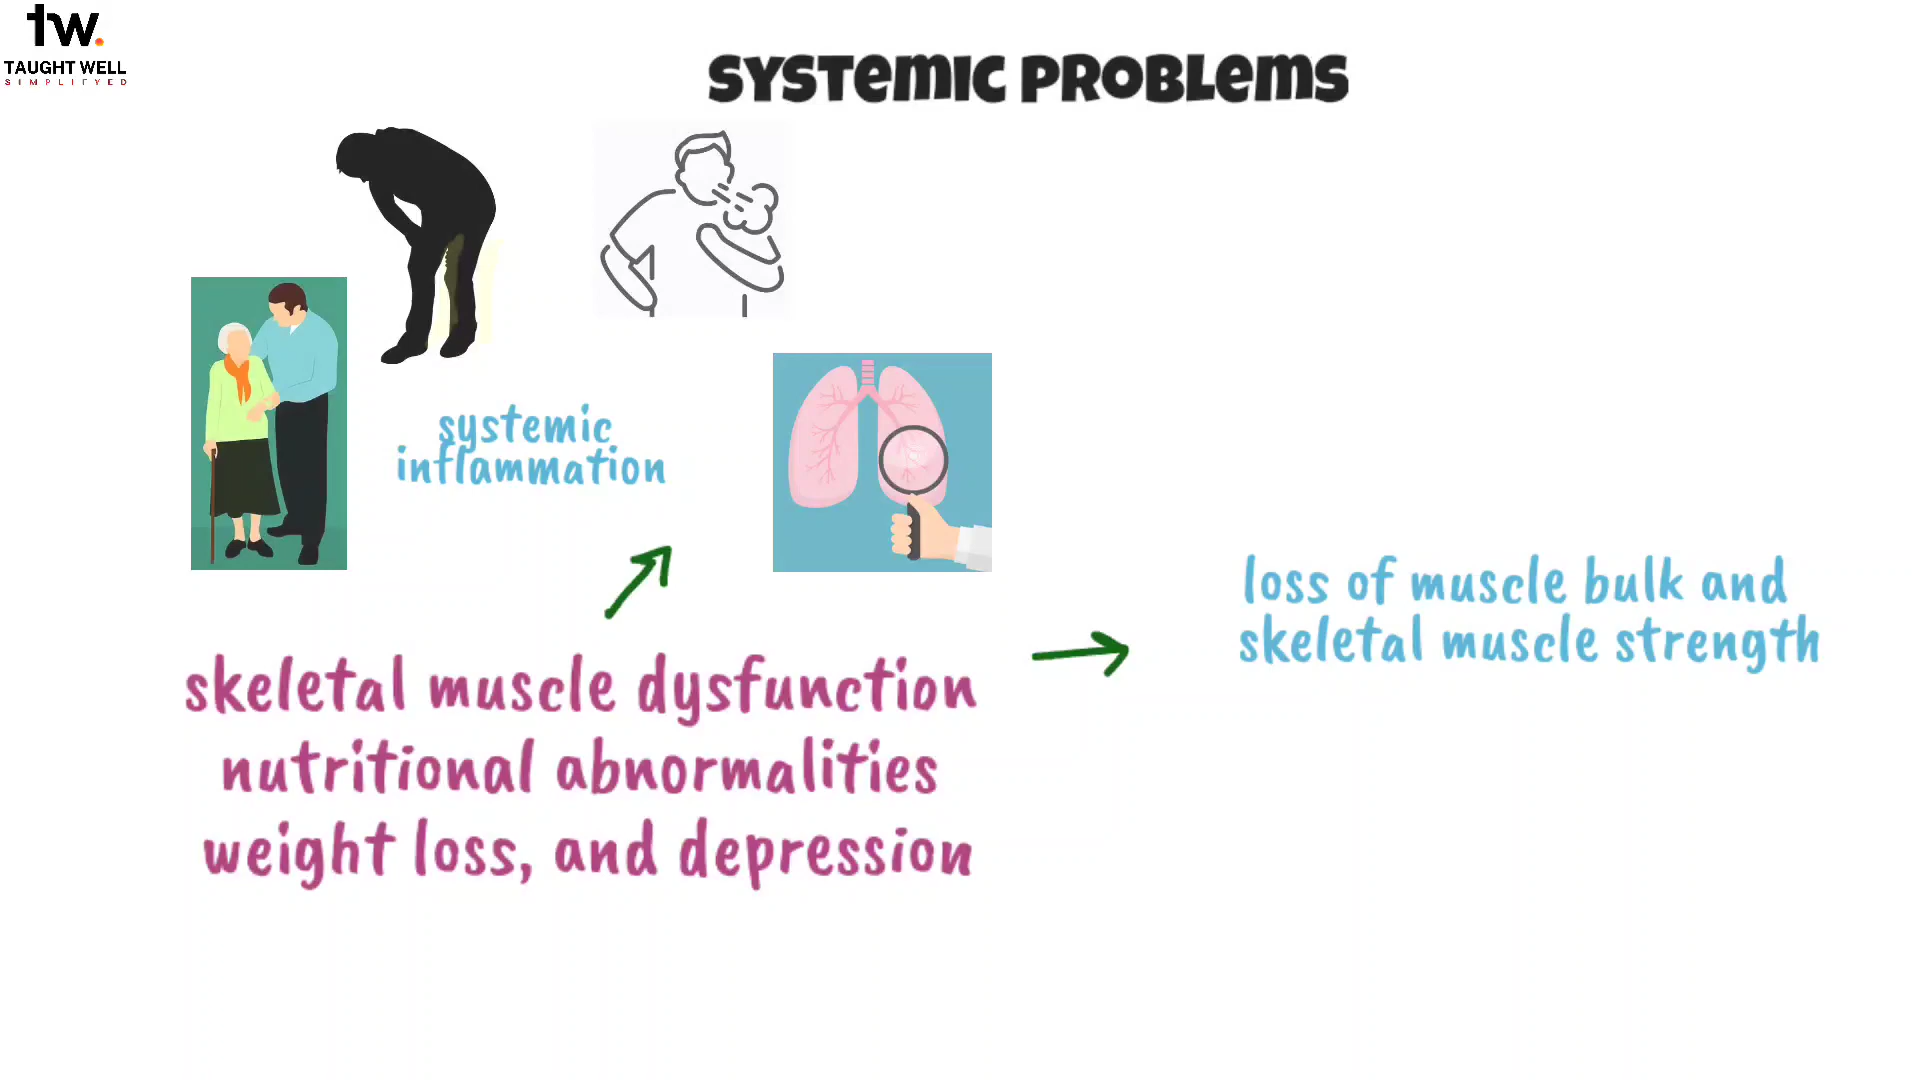 tw.
TAUGHT WELL
SIMPLIFYED
SYSTEMIC PROBLEMS
systemic
inflammation
loss of muscle bulk and
skeletal muscle strength
skeletal muscle dysfunction
nutritional abnormalities
weight loss, and depression